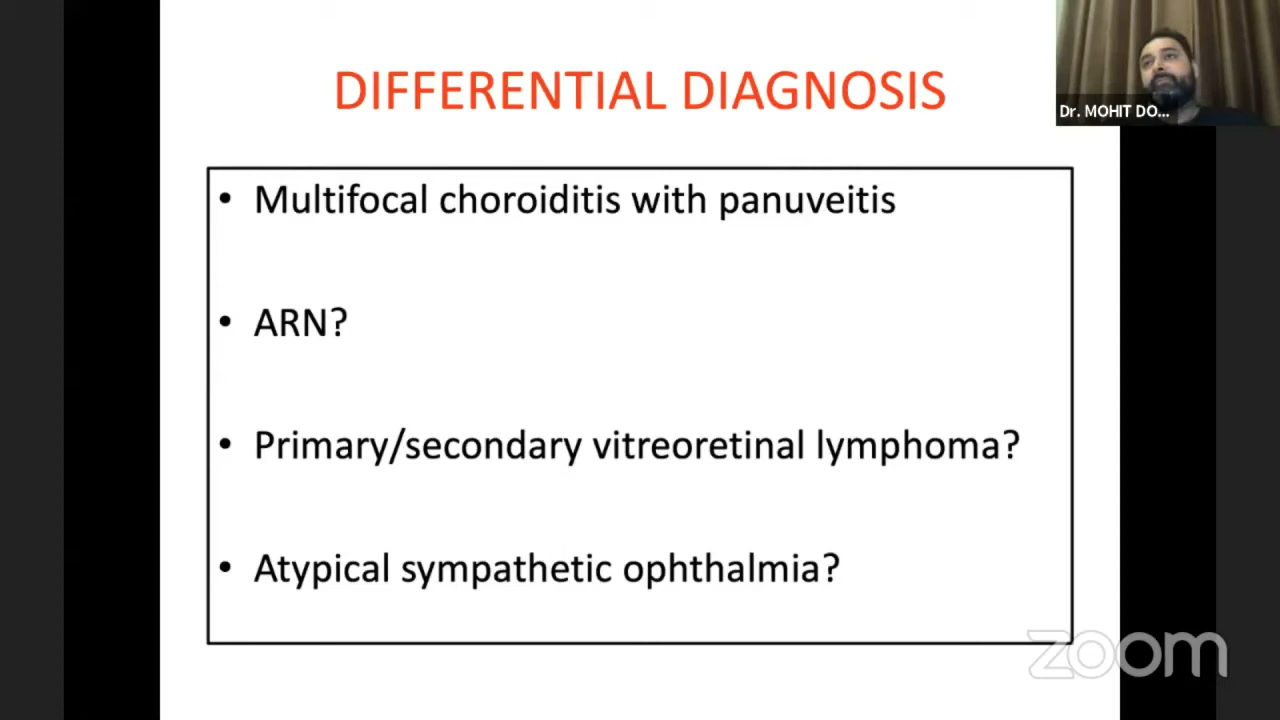 DIFFERENTIAL DIAGNOSIS
Dr. MOHIT DO...
• Multifocal choroiditis with panuveitis
• ARN?
• Primary/secondary vitreoretinal lymphoma?
• Atypical sympathetic ophthalmia?
zoom